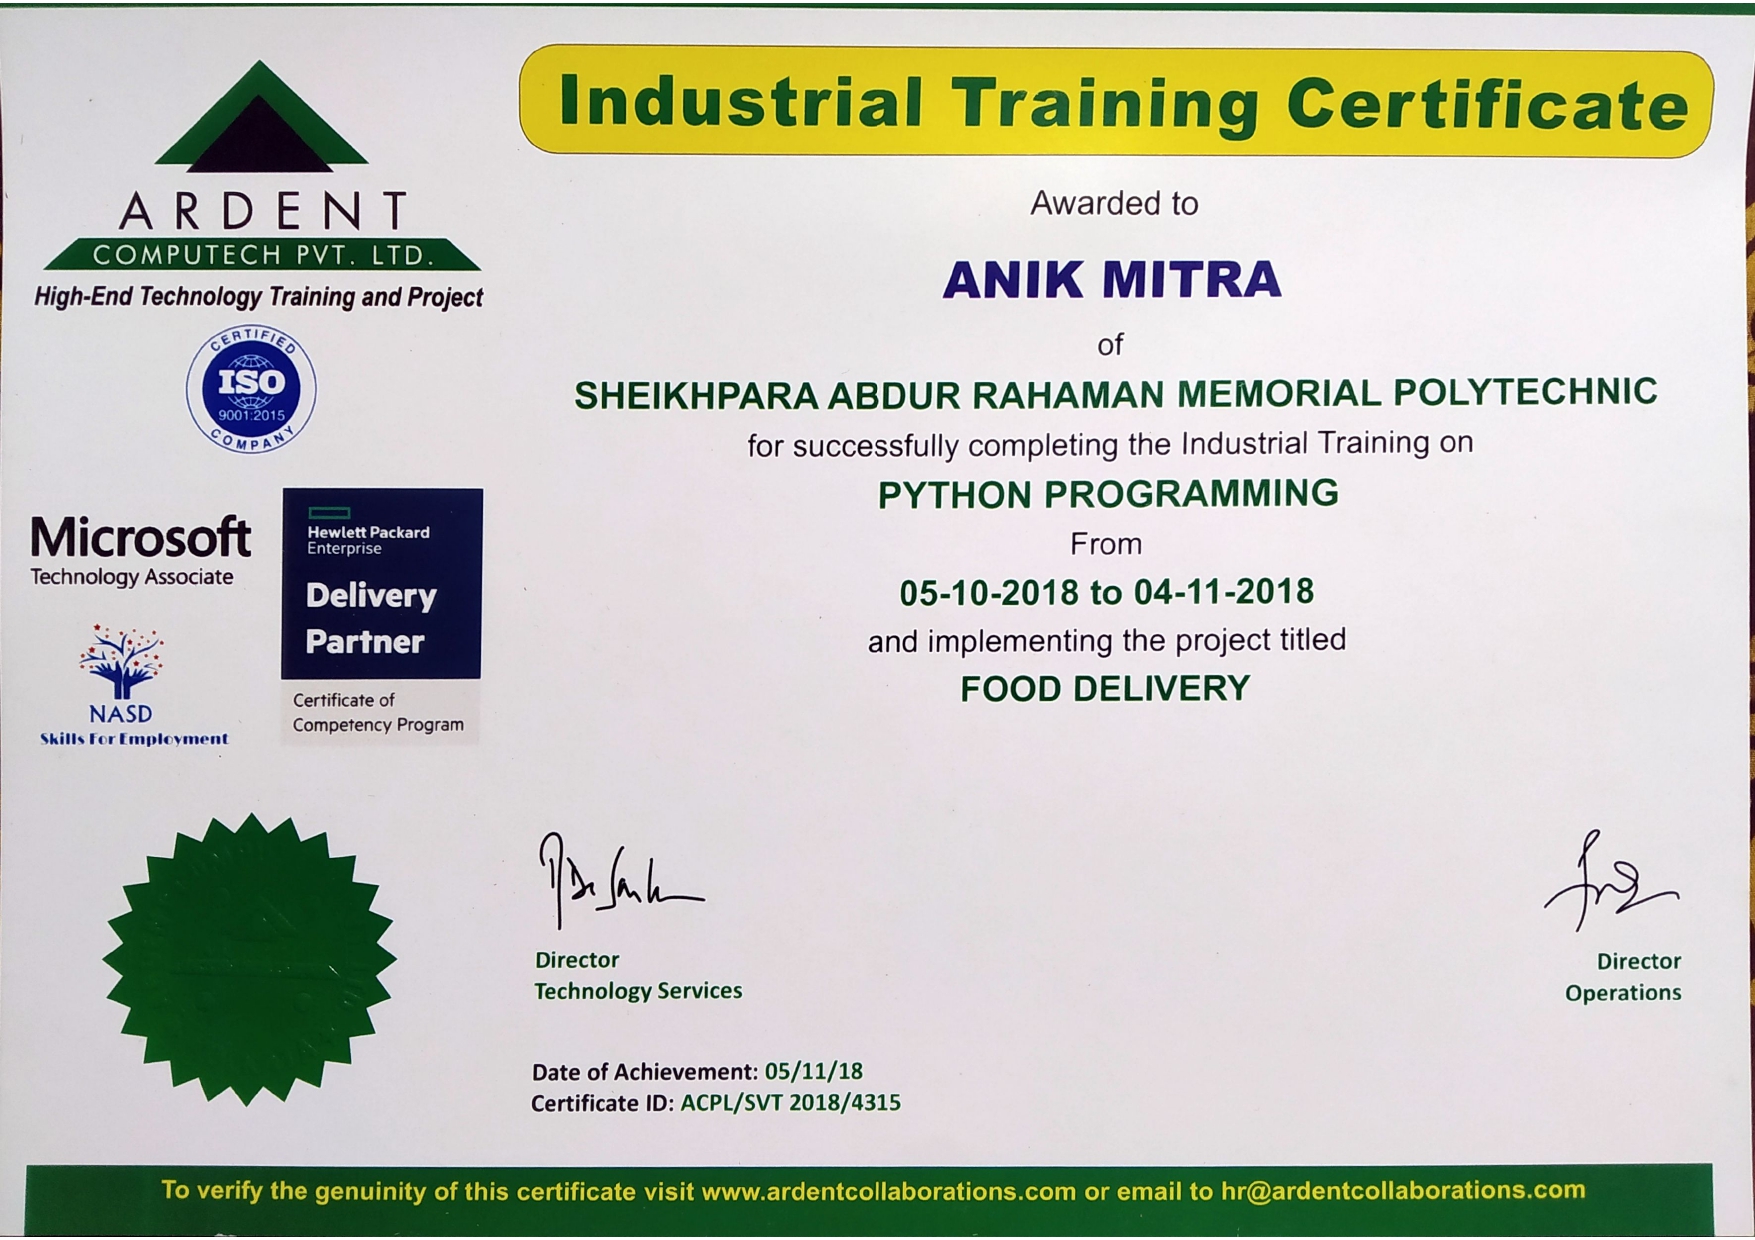 ARDENT
COMPUTECH PVT. LTD.
High-End Technology Training and Project
CERTIFIED
ISO
9001:2015
COMPANY
Microsoft
Technology Associate
Hewlett Packard
Enterprise
Delivery
Partner
Certificate of
Competency Program
NASD
Skills For Employment
Industrial Training Certificate
Awarded to
ANIK MITRA
of
SHEIKHPARA ABDUR RAHAMAN MEMORIAL POLYTECHNIC
for successfully completing the Industrial Training on
PYTHON PROGRAMMING
From
05-10-2018 to 04-11-2018
and implementing the project titled
FOOD DELIVERY
Director
Technology Services
Director
Operations
Date of Achievement: 05/11/18
Certificate ID: ACPL/SVT 2018/4315
To verify the genuinity of this certificate visit www.ardentcollaborations.com or email to hr@ardentcollaborations.com